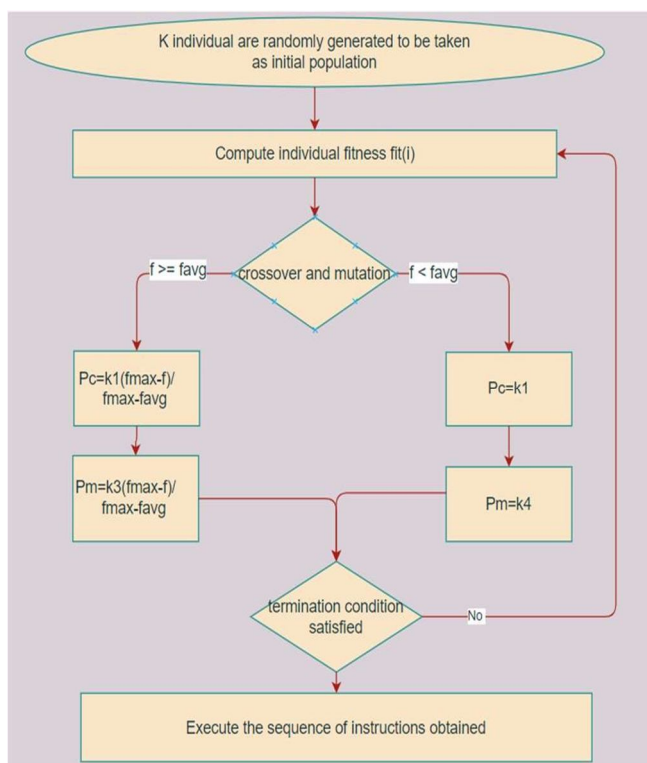 K individual are randomly generated to be taken
as initial population
Compute individual fitness fit(i)
crossover and mutation
f >= favg
f < favg
Pc=k1(fmax-f)/
fmax-favg
Pc=k1
Pm=k3(fmax-f)/
fmax-favg
Pm=k4
termination condition
satisfied
No
Execute the sequence of instructions obtained